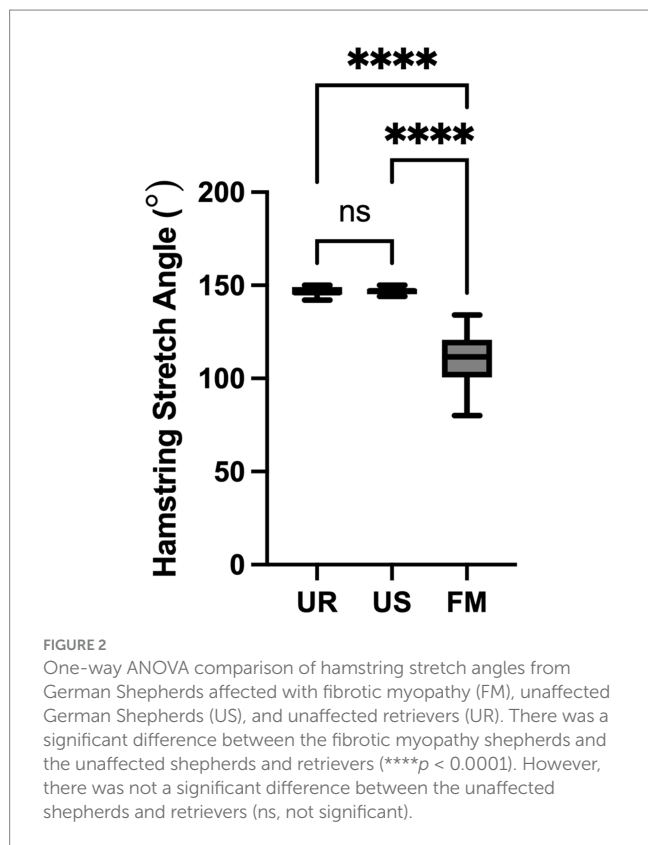 ****
****
200
ns
150
100
50
0
Hamstring Stretch Angle (°)
UR US FM
FIGURE 2
One-way ANOVA comparison of hamstring stretch angles from
German Shepherds affected with fibrotic myopathy (FM), unaffected
German Shepherds (US), and unaffected retrievers (UR). There was a
significant difference between the fibrotic myopathy shepherds and
the unaffected shepherds and retrievers (****p < 0.0001). However,
there was not a significant difference between the unaffected
shepherds and retrievers (ns, not significant).